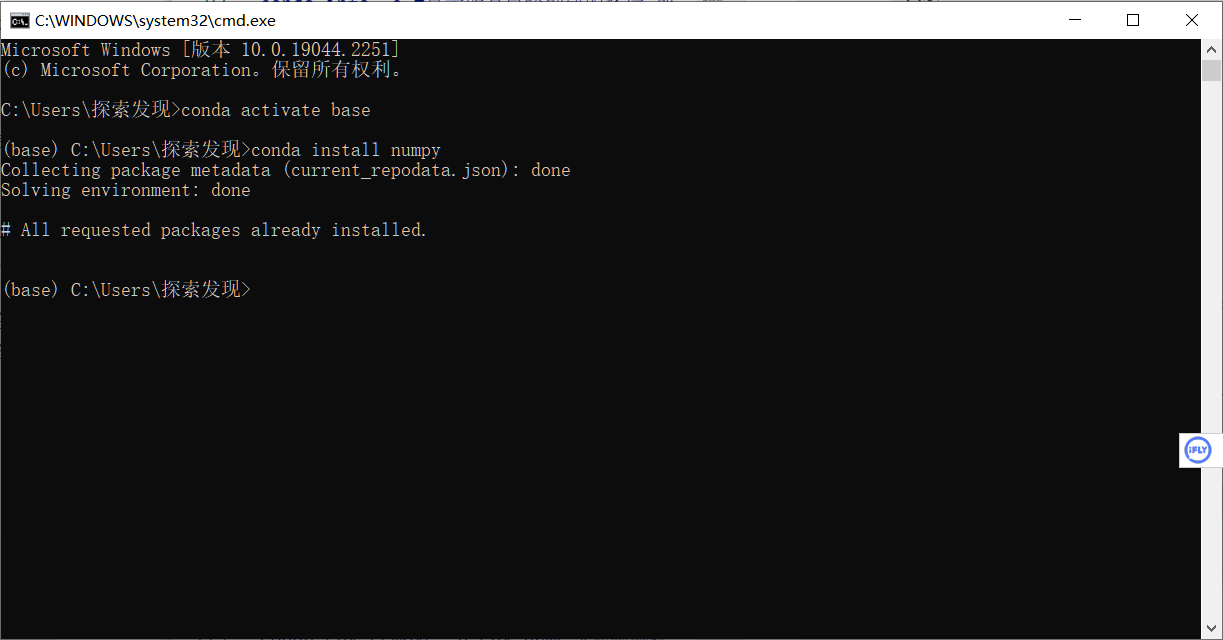 C:\WINDOWS\system32\cmd.exe
Microsoft Windows [版本 10.0.19044.2251]
(c) Microsoft Corporation。保留所有权利。
C:\Users\探索发现>conda activate base
(base) C:\Users\探索发现>conda install numpy
Collecting package metadata (current_repodata.json): done
Solving environment: done
# All requested packages already installed.
(base) C:\Users\探索发现>
iFLY